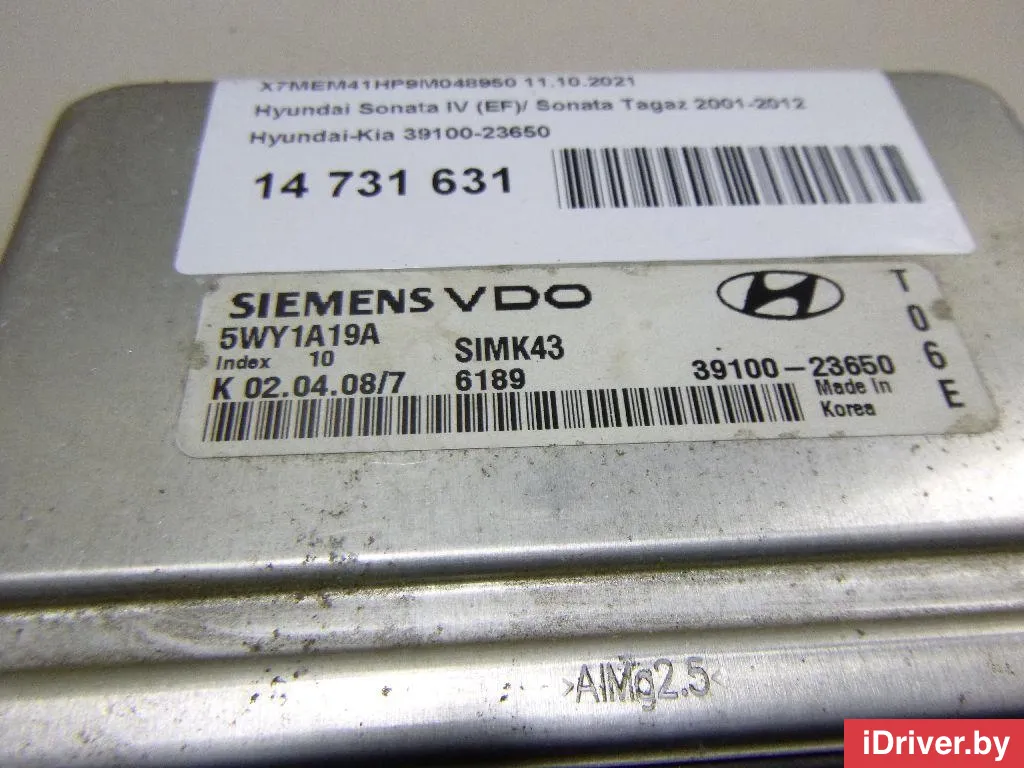 X7MEM41HP9M048950 11.10.2021
Hyundai Sonata IV (EF)/ Sonata Tagaz 2001-2012
Hyundai-Kia 39100-23650
14 731 631
SIEMENS VDO
5WY1A19A
Index 10
SIMK43
K 02.04.08/7
6189
39100-23650
Made In
Korea
T06E
>AlMg2.5<
iDriver.by